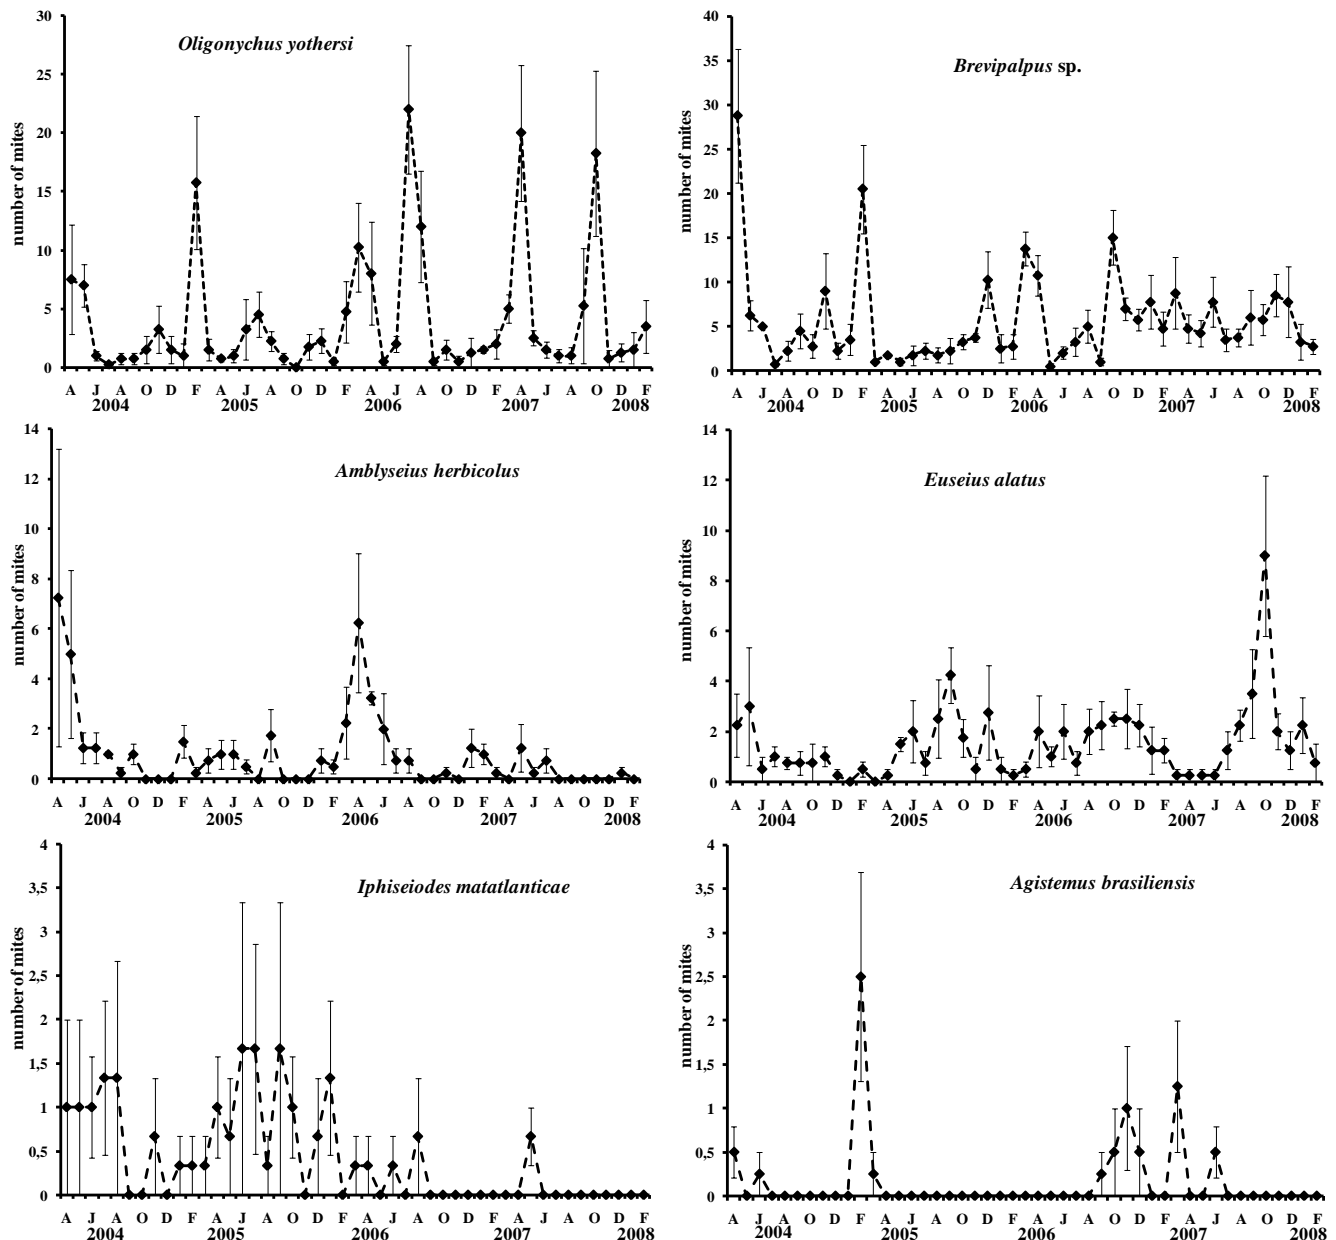 Oligonychus yothersi
number of mites
30
25
20
15
10
5
0
A J A O D F A J A O D F A J A O D F A J A O D F
2004 2005 2006 2007 2008
Brevipalpus sp.
number of mites
40
35
30
25
20
15
10
5
0
A J A O D F A J A O D F A J A O D F A J A O D F
2004 2005 2006 2007 2008
Amblyseius herbicolus
number of mites
14
12
10
8
6
4
2
0
A J A O D F A J A O D F A J A O D F A J A O D F
2004 2005 2006 2007 2008
Euseius alatus
number of mites
14
12
10
8
6
4
2
0
A J A O D F A J A O D F A J A O D F A J A O D F
2004 2005 2006 2007 2008
Iphiseiodes matatlanticae
number of mites
4
3,5
3
2,5
2
1,5
1
0,5
0
A J A O D F A J A O D F A J A O D F A J A O D F
2004 2005 2006 2007 2008
Agistemus brasiliensis
number of mites
4
3,5
3
2,5
2
1,5
1
0,5
0
A J A O D F A J A O D F A J A O D F A J A O D F
2004 2005 2006 2007 2008